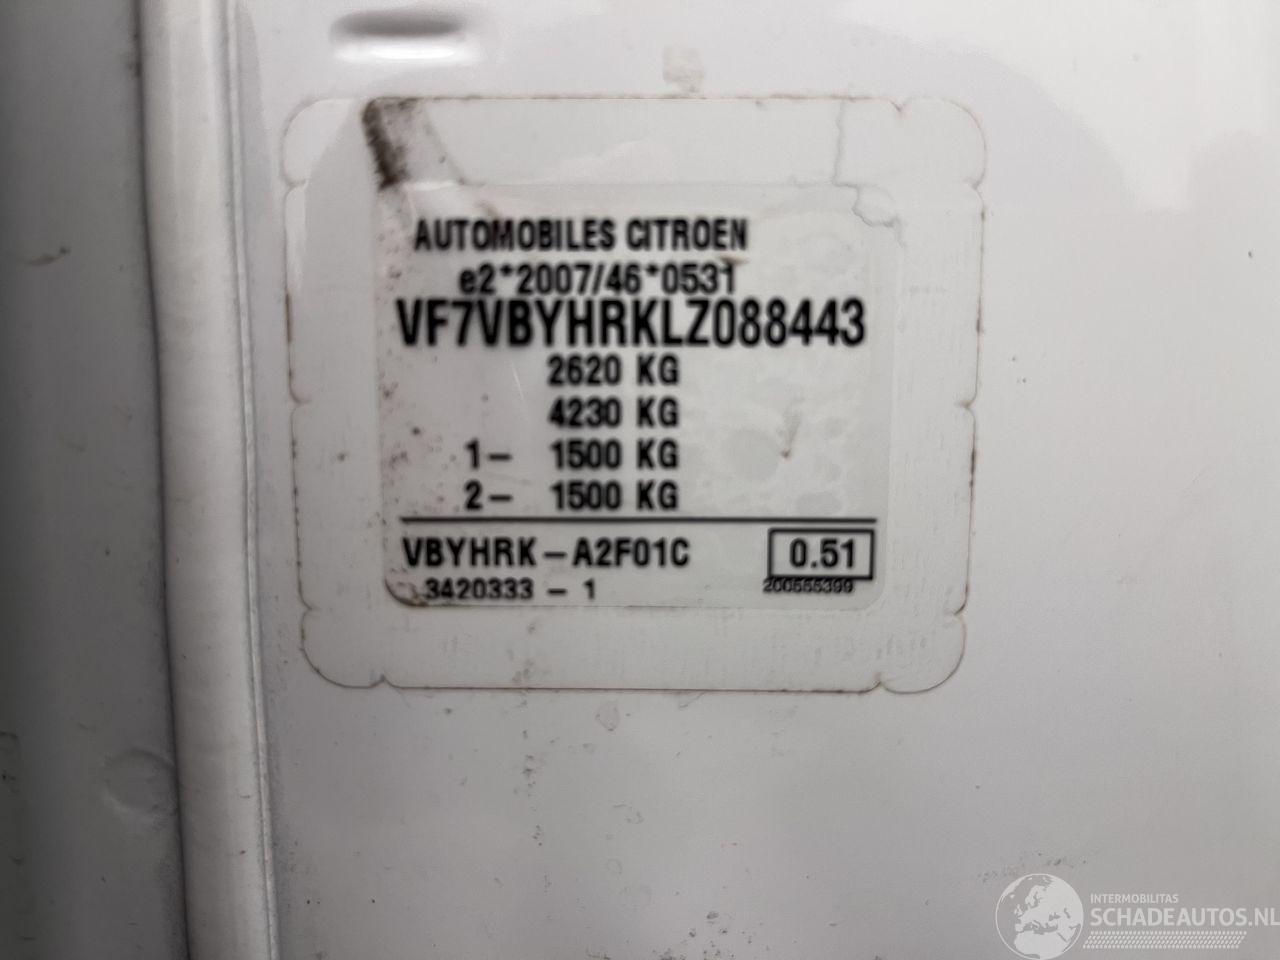 AUTOMOBILES CITROEN
e2*2007/46*0531
VF7VBYHRKLZ088443
2620 KG
4230 KG
1- 1500 KG
2- 1500 KG
VBYHRK-A2F01C 0.51
3420333 - 1 200555399
INTERMOBILITAS
SCHADEAUTOS.NL